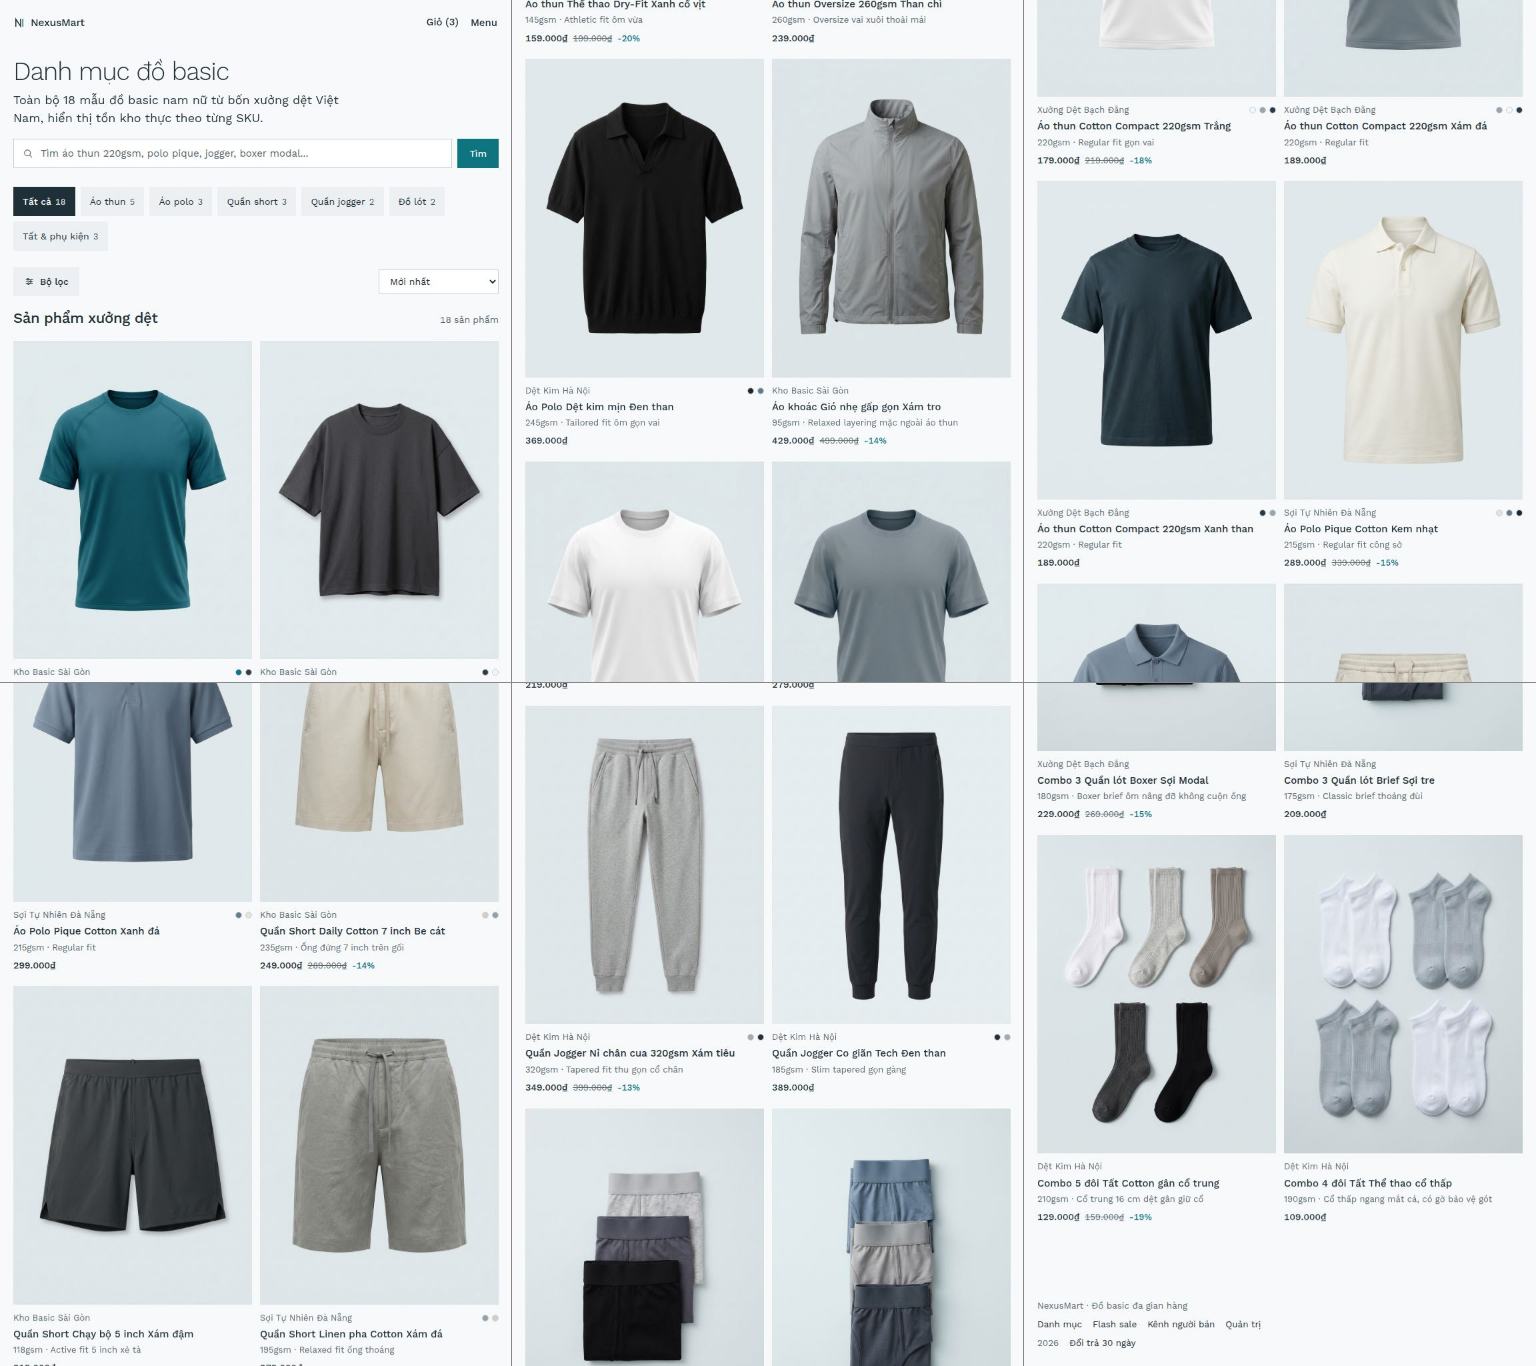 NexusMart
Giỏ (3) Menu
Danh mục đồ basic
Toàn bộ 18 mẫu đồ basic nam nữ từ bốn xưởng dệt Việt
Nam, hiển thị tồn kho thực theo từng SKU.
Tìm áo thun 220gsm, polo pique, jogger, boxer modal...
Tìm
Tất cả 18
Áo thun 5
Áo polo 3
Quần short 3
Quần jogger 2
Đồ lót 2
Tất & phụ kiện 3
Bộ lọc
Mới nhất
Sản phẩm xưởng dệt
18 sản phẩm
Kho Basic Sài Gòn
Kho Basic Sài Gòn
Áo thun Thể thao Dry-Fit Xanh cổ vịt
145gsm · Athletic fit ôm vừa
159.000₫ 199.000₫ -20%
Áo thun Oversize 260gsm Than chì
260gsm · Oversize vai xuôi thoải mái
239.000₫
Dệt Kim Hà Nội
Áo Polo Dệt kim mịn Đen than
245gsm · Tailored fit ôm gọn vai
369.000₫
Kho Basic Sài Gòn
Áo khoác Gió nhẹ gấp gọn Xám tro
95gsm · Relaxed layering mặc ngoài áo thun
429.000₫ 499.000₫ -14%
Xưởng Dệt Bạch Đằng
Áo thun Cotton Compact 220gsm Trắng
220gsm · Regular fit gọn vai
179.000₫ 219.000₫ -18%
Xưởng Dệt Bạch Đằng
Áo thun Cotton Compact 220gsm Xám đá
220gsm · Regular fit
189.000₫
Xưởng Dệt Bạch Đằng
Áo thun Cotton Compact 220gsm Xanh than
220gsm · Regular fit
189.000₫
Sợi Tự Nhiên Đà Nẵng
Áo Polo Pique Cotton Kem nhạt
215gsm · Regular fit công sở
289.000₫ 339.000₫ -15%
Sợi Tự Nhiên Đà Nẵng
Áo Polo Pique Cotton Xanh đá
215gsm · Regular fit
299.000₫
Kho Basic Sài Gòn
Quần Short Daily Cotton 7 inch Be cát
235gsm · Ống đứng 7 inch trên gối
249.000₫ 289.000₫ -14%
Kho Basic Sài Gòn
Quần Short Chạy bộ 5 inch Xám đậm
118gsm · Active fit 5 inch xẻ tà
Sợi Tự Nhiên Đà Nẵng
Quần Short Linen pha Cotton Xám đá
195gsm · Relaxed fit ống thoáng
219.000₫
279.000₫
Dệt Kim Hà Nội
Quần Jogger Nỉ chân cua 320gsm Xám tiêu
320gsm · Tapered fit thu gọn cổ chân
349.000₫ 399.000₫ -13%
Dệt Kim Hà Nội
Quần Jogger Co giãn Tech Đen than
185gsm · Slim tapered gọn gàng
389.000₫
Xưởng Dệt Bạch Đằng
Combo 3 Quần lót Boxer Sợi Modal
180gsm · Boxer brief ôm nâng đỡ không cuộn ống
229.000₫ 269.000₫ -15%
Sợi Tự Nhiên Đà Nẵng
Combo 3 Quần lót Brief Sợi tre
175gsm · Classic brief thoáng đùi
209.000₫
Dệt Kim Hà Nội
Combo 5 đôi Tất Cotton gân cổ trung
210gsm · Cổ trung 16 cm dệt gân giữ cổ
129.000₫ 159.000₫ -19%
Dệt Kim Hà Nội
Combo 4 đôi Tất Thể thao cổ thấp
190gsm · Cổ thấp ngang mắt cá, có gờ bảo vệ gót
109.000₫
NexusMart · Đồ basic đa gian hàng
Danh mục Flash sale Kênh người bán Quản trị
2026 Đổi trả 30 ngày